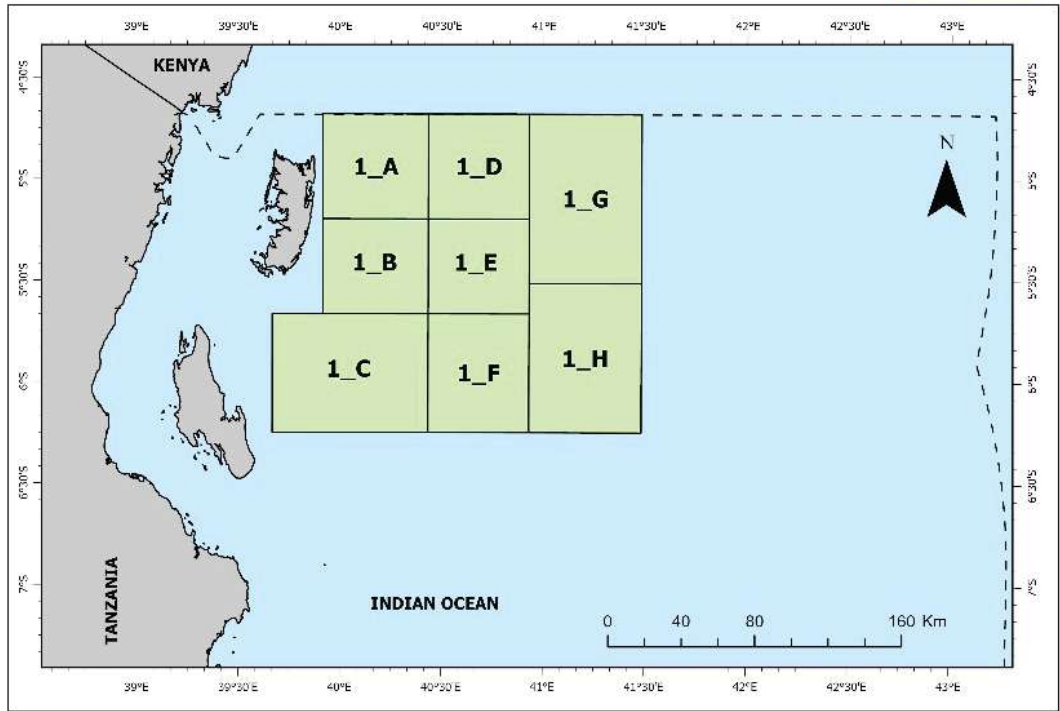 39°E 39°30'E 40°E 40°30'E 41°E 41°30'E 42°E 42°30'E 43°E
4°30'S 4°30'S
KENYA
N
1_A 1_D
5°S 5°S
1_G
1_B 1_E
5°30'S 5°30'S
1_C 1_F 1_H
6°S 6°S
6°30'S 6°30'S
7°S 7°S
TANZANIA
INDIAN OCEAN
0 40 80 160 Km
39°E 39°30'E 40°E 40°30'E 41°E 41°30'E 42°E 42°30'E 43°E